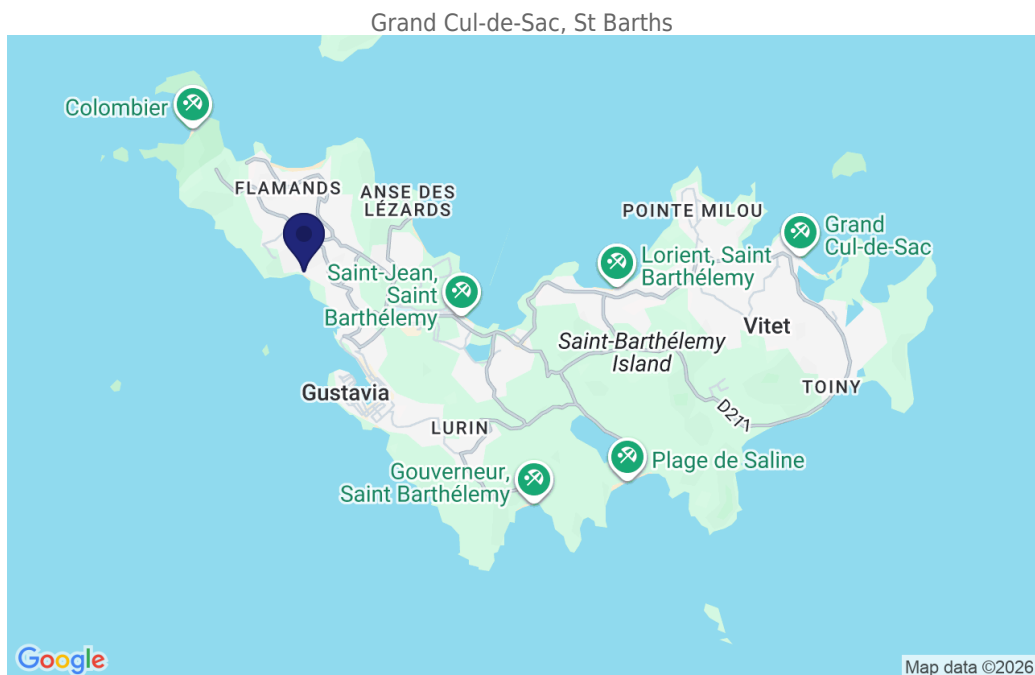 Grand Cul-de-Sac, St Barths
Colombier
FLAMANDS
ANSE DES
LÉZARDS
POINTE MILOU
Grand
Cul-de-Sac
Lorient, Saint
Barthélemy
Saint-Jean,
Saint
Barthélemy
Vitet
Saint-Barthélemy
Island
Gustavia
TOINY
D211
LURIN
Plage de Saline
Gouverneur,
Saint Barthélemy
Google
Map data ©2026